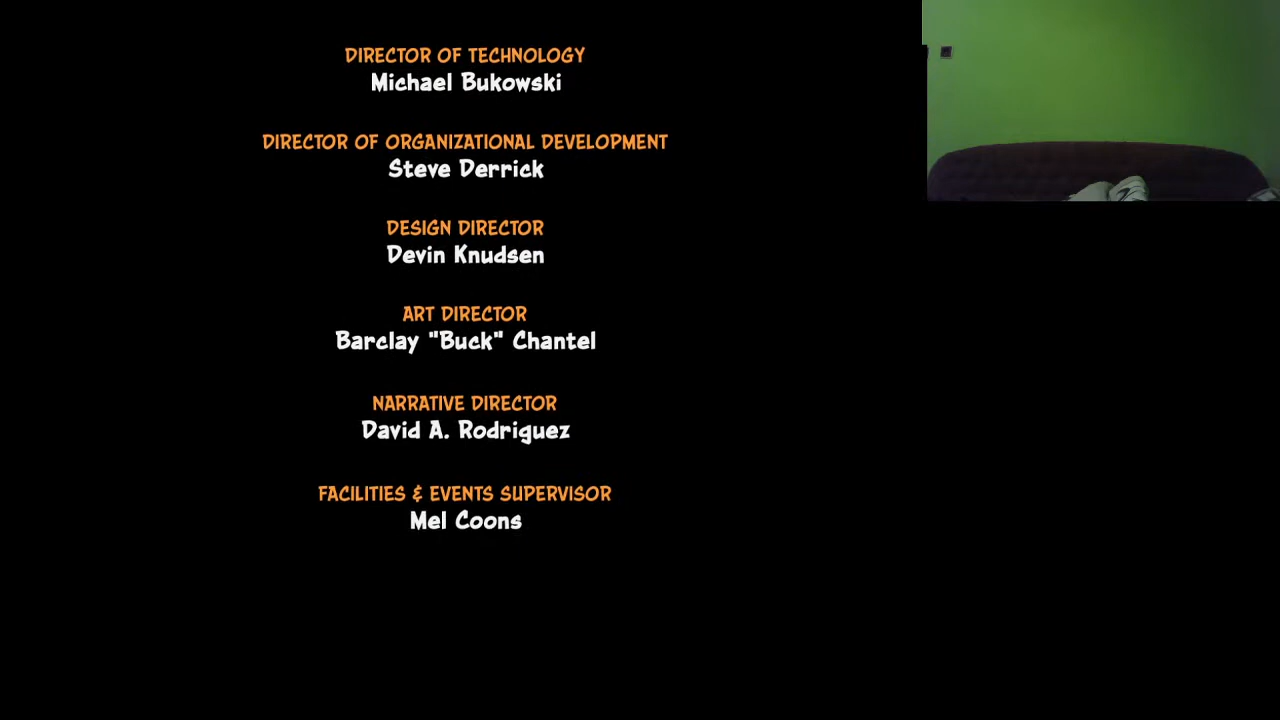 DIRECTOR OF TECHNOLOGY
Michael Bukowski
DIRECTOR OF ORGANIZATIONAL DEVELOPMENT
Steve Derrick
DESIGN DIRECTOR
Devin Knudsen
ART DIRECTOR
Barclay "Buck" Chantel
NARRATIVE DIRECTOR
David A. Rodriguez
FACILITIES & EVENTS SUPERVISOR
Mel Coons